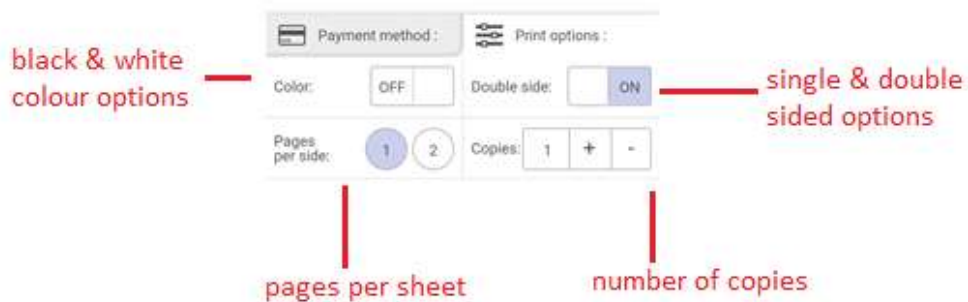 Payment method :
Print options :
black & white
colour options
Color:
OFF
Double side:
ON
single & double
sided options
Pages
per side:
1
2
Copies:
1
+
-
pages per sheet
number of copies